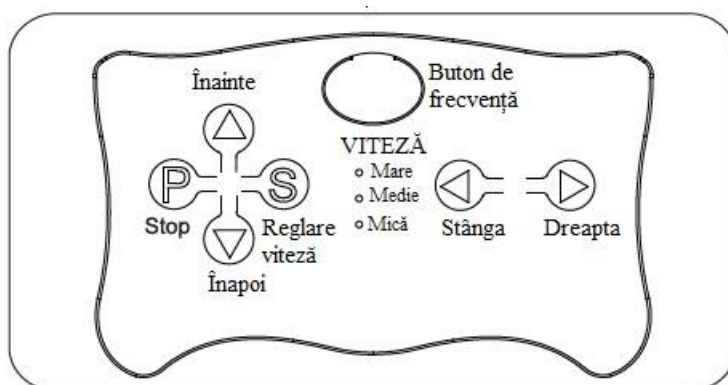 Înainte
Buton de
frecvență
VITEZĂ
Mare
Medie
Mică
P
S
Stop
Reglare
viteză
Înapoi
Stânga
Dreapta